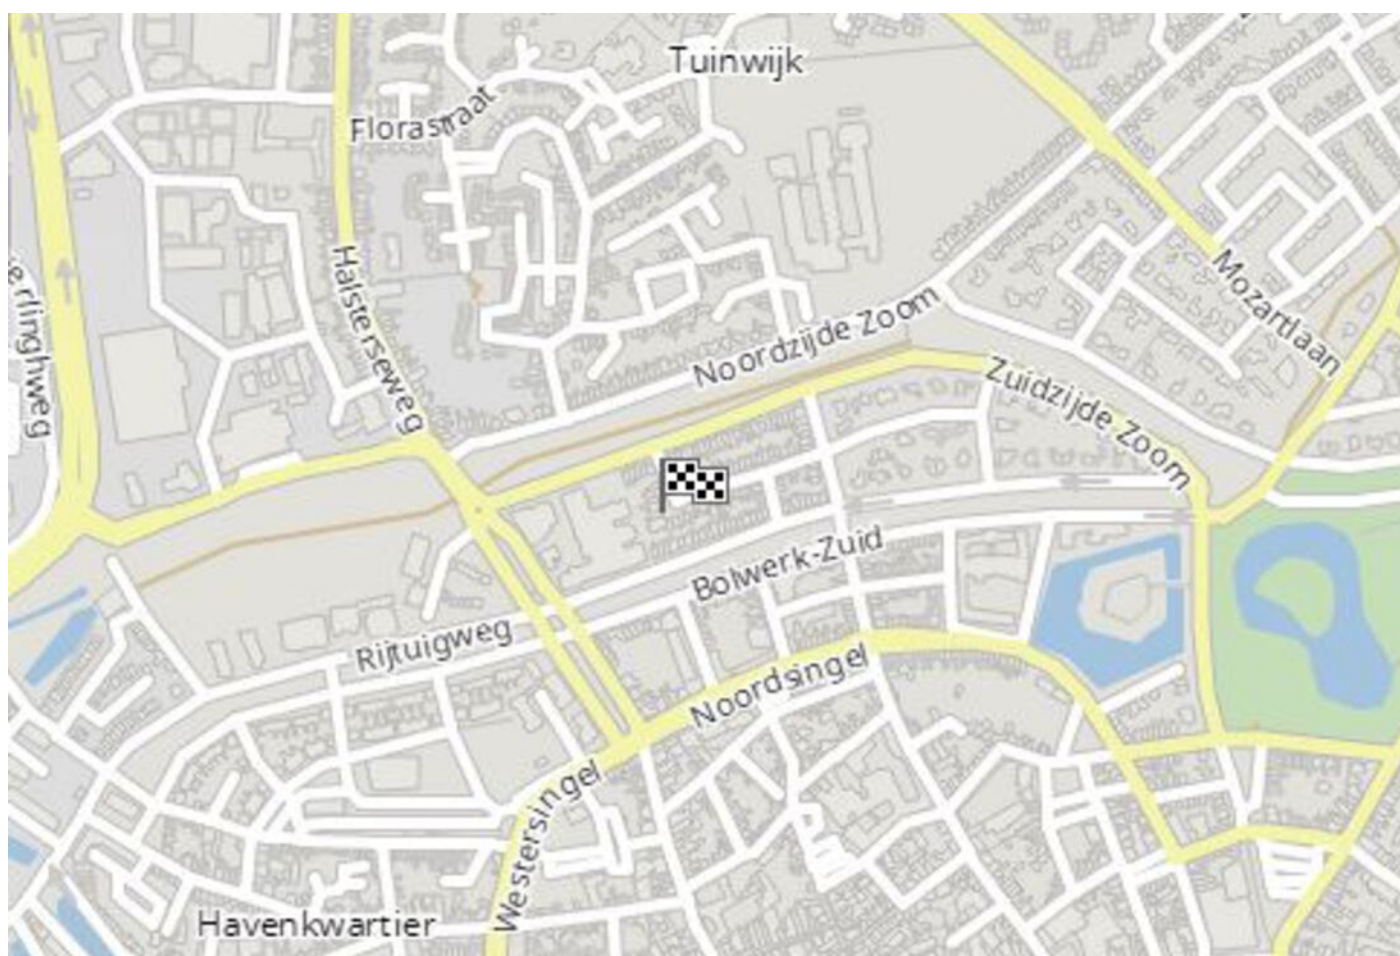 Tuinwijk
Florastraat
Halsterseweg
Mozartlaan
Noordzijde Zoom
Zuidzijde Zoom
Bolwerk-Zuid
Rijtuigweg
Noordsingel
Westersingel
Havenkwartier